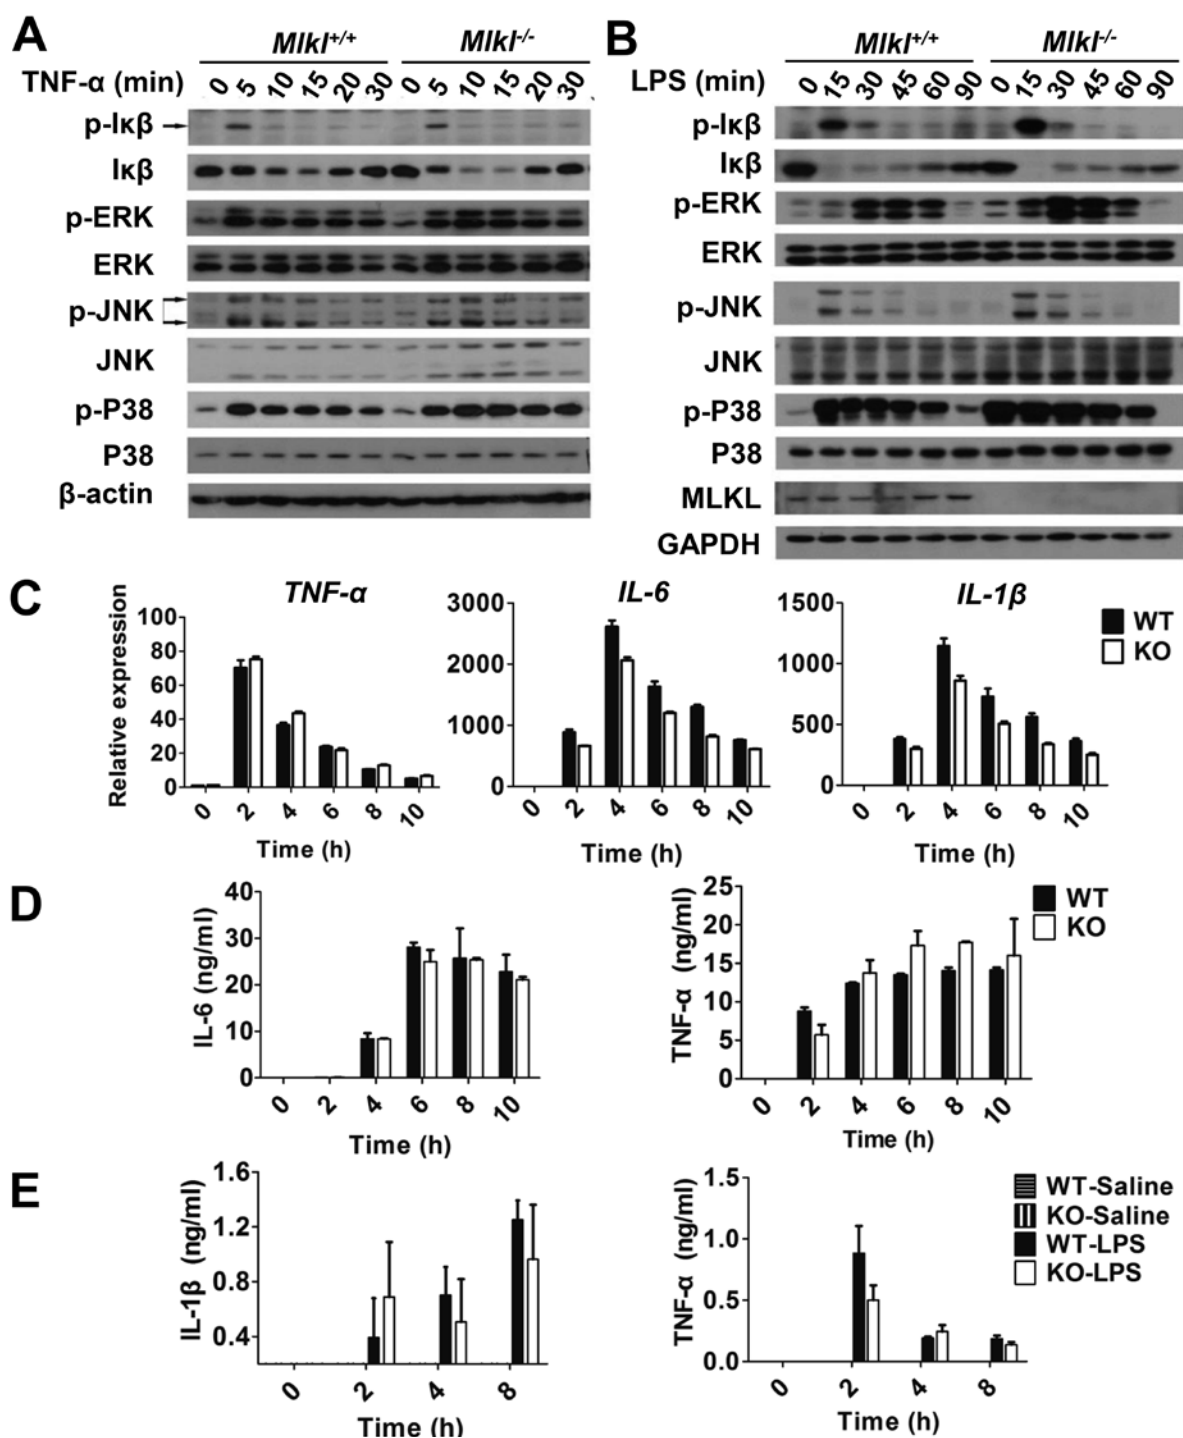 A
Mlkl+/+ Mlkl-/-
TNF-α (min) 0 5 10 15 20 30 0 5 10 15 20 30
p-Iκβ
Iκβ
p-ERK
ERK
p-JNK
JNK
p-P38
P38
β-actin
B
Mlkl+/+ Mlkl-/-
LPS (min) 0 15 30 45 60 90 0 15 30 45 60 90
p-Iκβ
Iκβ
p-ERK
ERK
p-JNK
JNK
p-P38
P38
MLKL
GAPDH
C
TNF-α
Relative expression
100
80
60
40
20
0
0 2 4 6 8 10
Time (h)
IL-6
3000
2000
1000
0
0 2 4 6 8 10
Time (h)
IL-1β
1500
1000
500
0
0 2 4 6 8 10
Time (h)
WT
KO
D
IL-6 (ng/ml)
40
30
20
10
0
0 2 4 6 8 10
Time (h)
TNF-α (ng/ml)
25
20
15
10
5
0
0 2 4 6 8 10
Time (h)
WT
KO
E
IL-1β (ng/ml)
1.6
1.2
0.8
0.4
0 2 4 8
Time (h)
TNF-α (ng/ml)
1.5
1.0
0.5
0.0
0 2 4 8
Time (h)
WT-Saline
KO-Saline
WT-LPS
KO-LPS